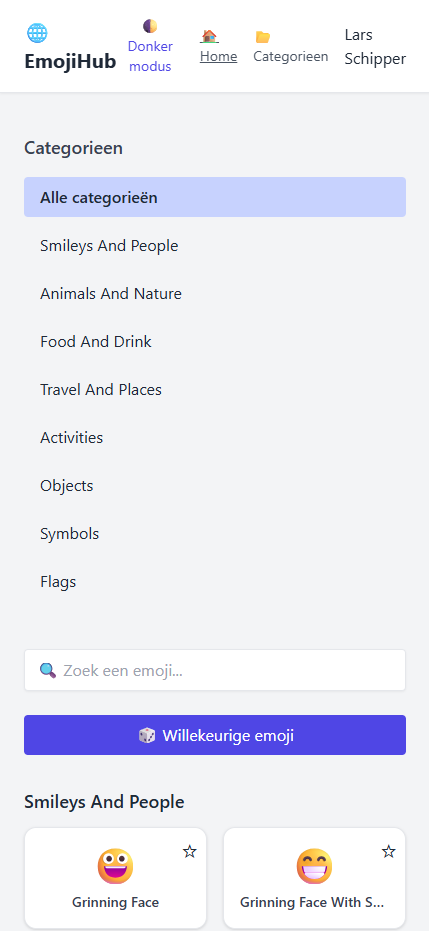 EmojiHub
Donker
modus
Home
Categorieen
Lars
Schipper
Categorieen
Alle categorieën
Smileys And People
Animals And Nature
Food And Drink
Travel And Places
Activities
Objects
Symbols
Flags
Zoek een emoji...
Willekeurige emoji
Smileys And People
Grinning Face
Grinning Face With S...